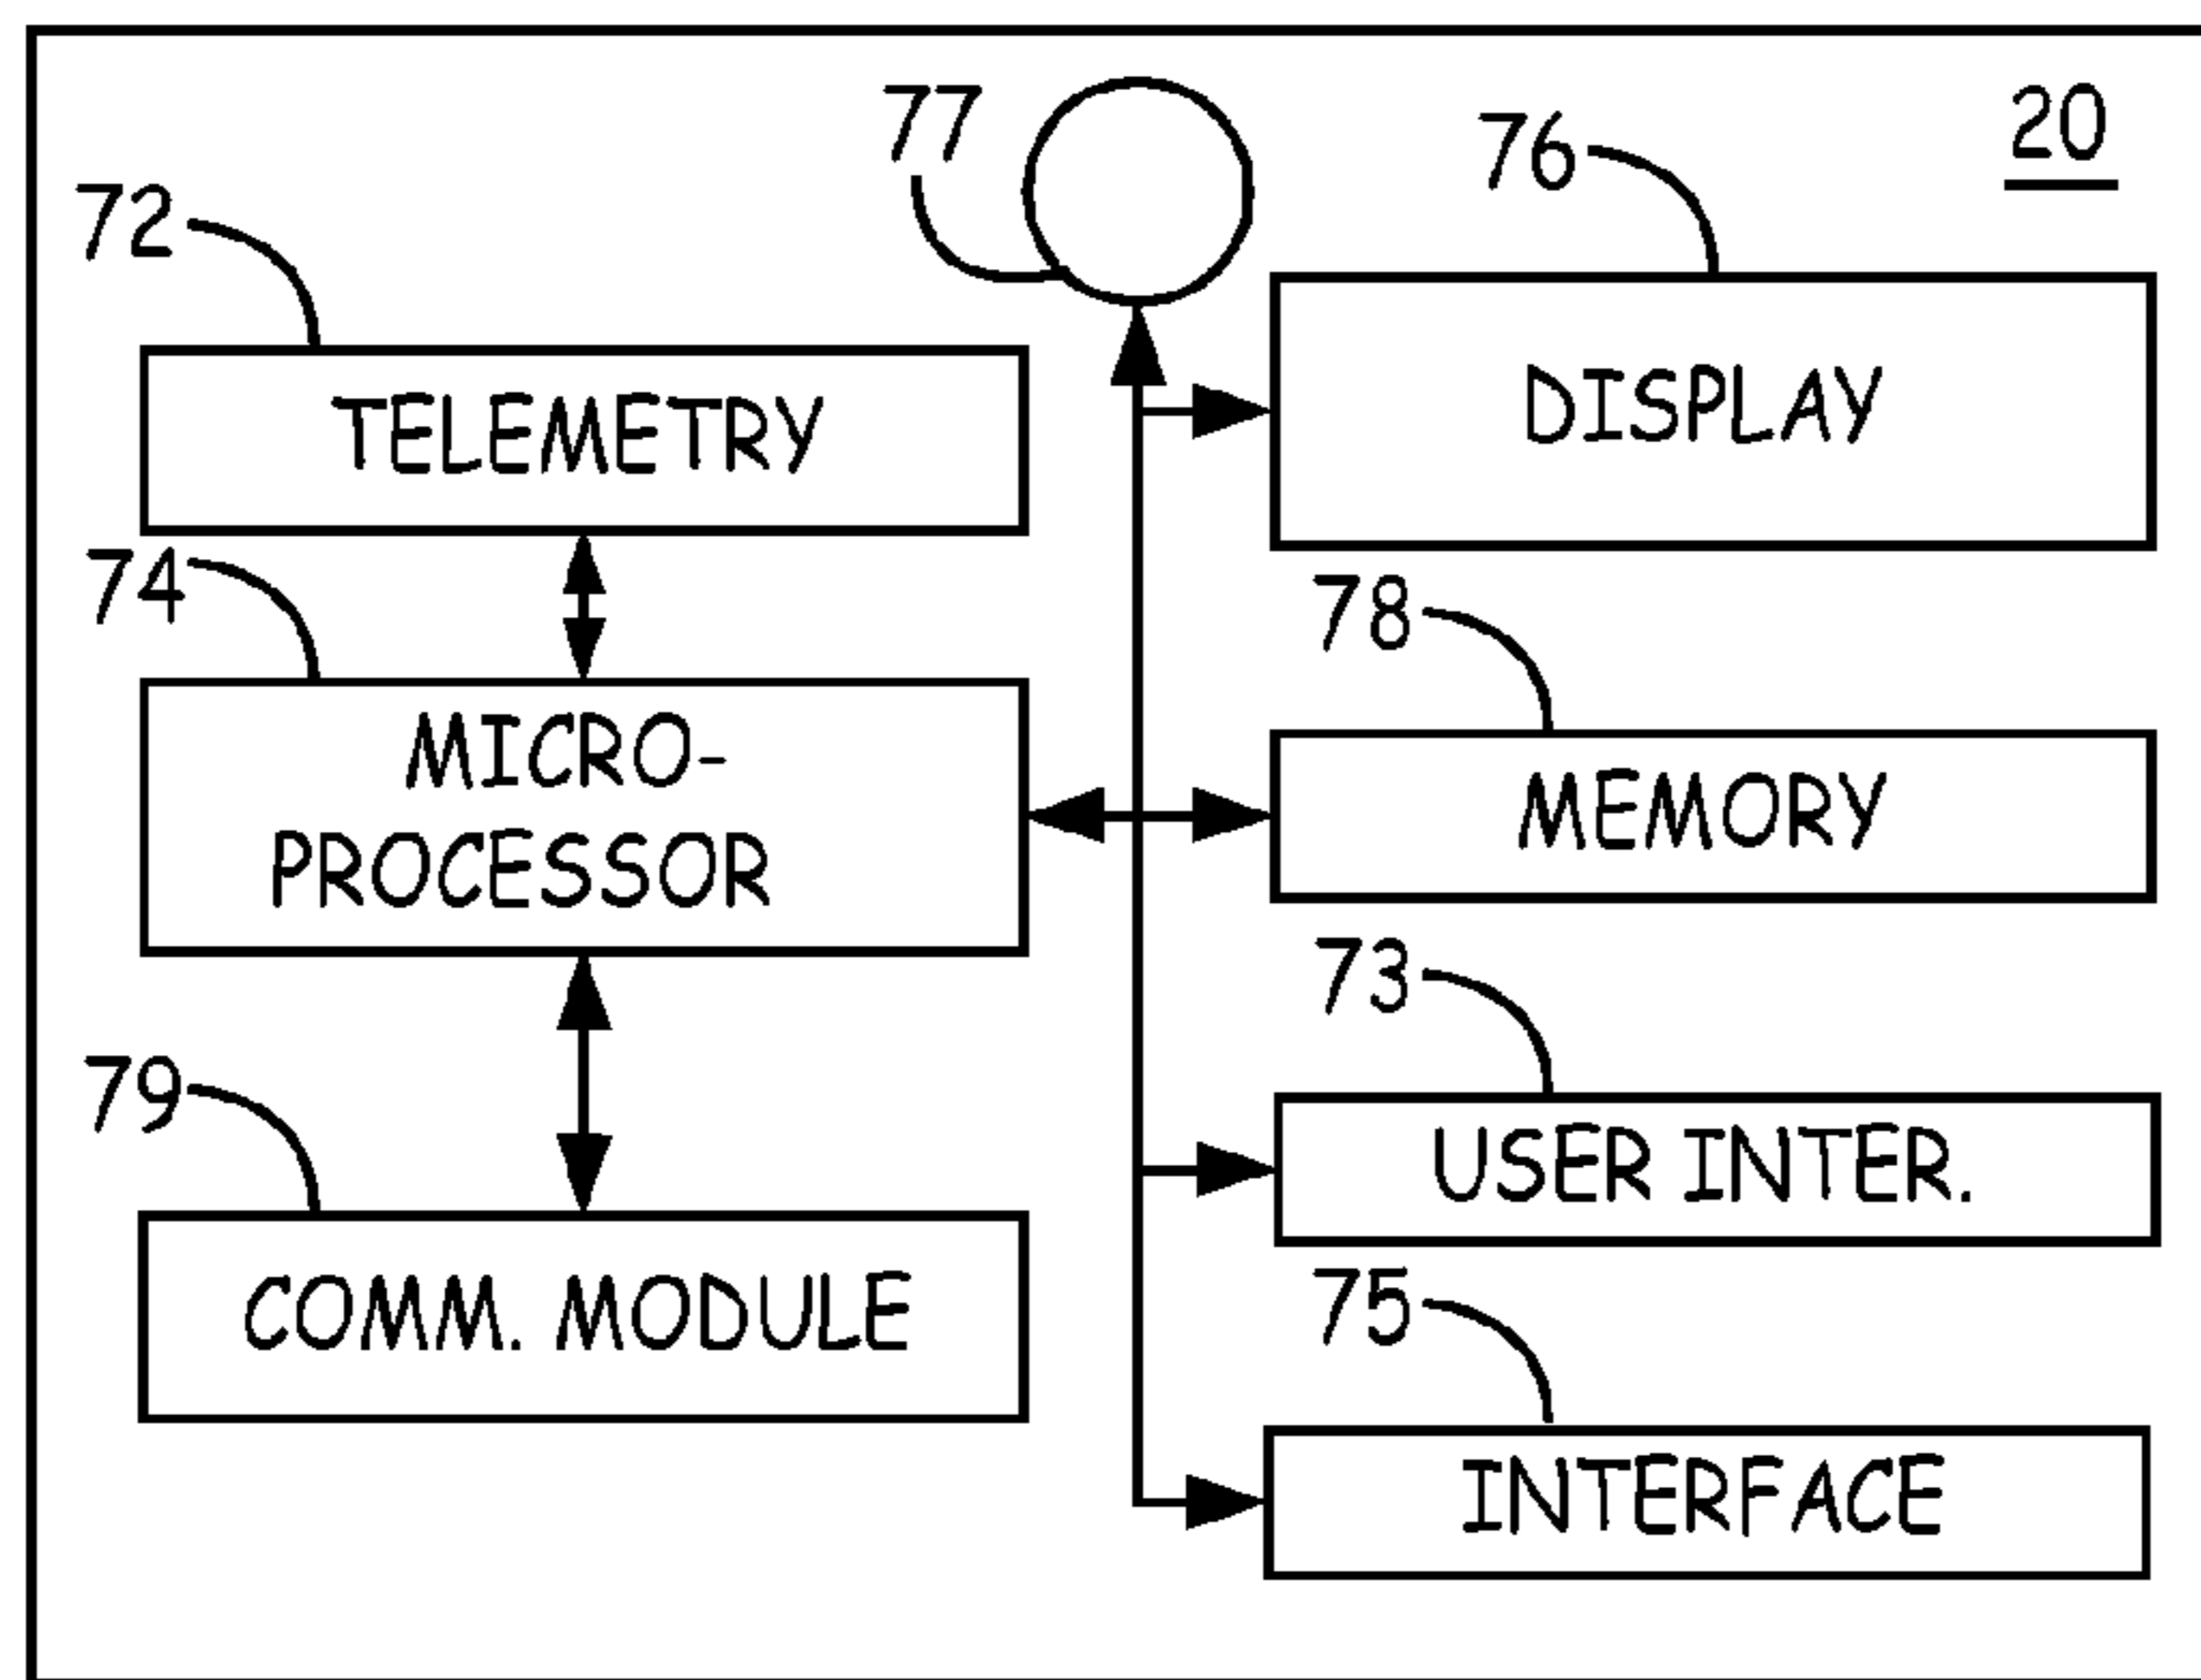 77
76
20
72
TELEMETRY
DISPLAY
74
78
MICRO-
PROCESSOR
MEMORY
73
79
USER INTER.
COMM. MODULE
75
INTERFACE